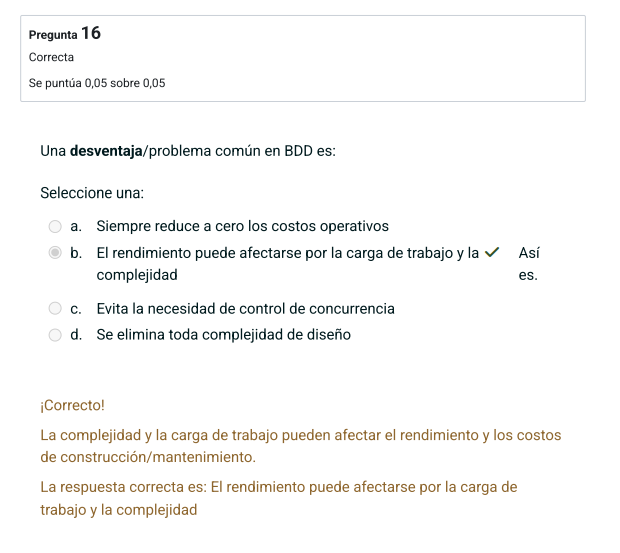 Pregunta 16
Correcta
Se puntúa 0,05 sobre 0,05
Una desventaja/problema común en BDD es:
Seleccione una:
a. Siempre reduce a cero los costos operativos
b. El rendimiento puede afectarse por la carga de trabajo y la ✓ Así
complejidad es.
c. Evita la necesidad de control de concurrencia
d. Se elimina toda complejidad de diseño
¡Correcto!
La complejidad y la carga de trabajo pueden afectar el rendimiento y los costos
de construcción/mantenimiento.
La respuesta correcta es: El rendimiento puede afectarse por la carga de
trabajo y la complejidad